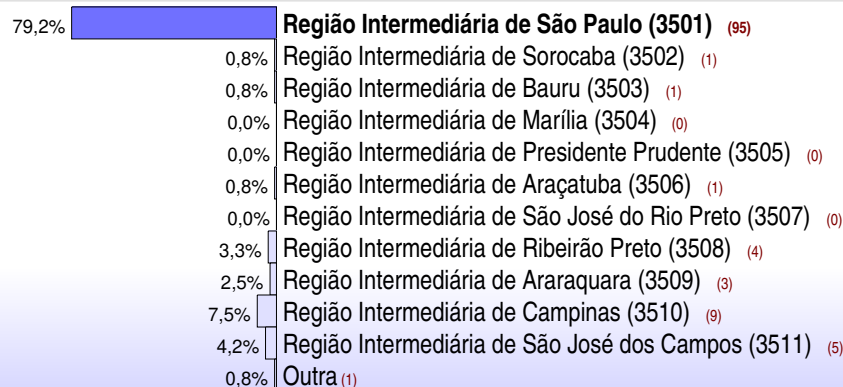 79,2% Região Intermediária de São Paulo (3501) (95)
0,8% Região Intermediária de Sorocaba (3502) (1)
0,8% Região Intermediária de Bauru (3503) (1)
0,0% Região Intermediária de Marília (3504) (0)
0,0% Região Intermediária de Presidente Prudente (3505) (0)
0,8% Região Intermediária de Araçatuba (3506) (1)
0,0% Região Intermediária de São José do Rio Preto (3507) (0)
3,3% Região Intermediária de Ribeirão Preto (3508) (4)
2,5% Região Intermediária de Araraquara (3509) (3)
7,5% Região Intermediária de Campinas (3510) (9)
4,2% Região Intermediária de São José dos Campos (3511) (5)
0,8% Outra (1)